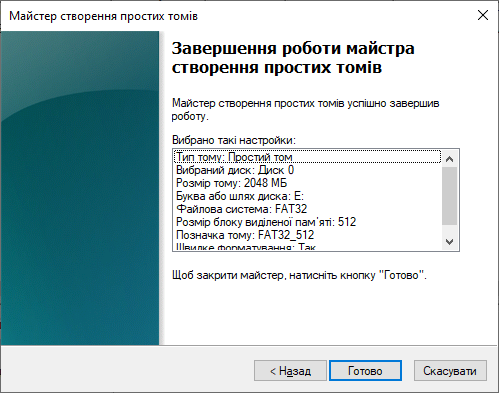 Майстер створення простих томів
Завершення роботи майстра
створення простих томів
Майстер створення простих томів успішно завершив
роботу.
Вибрано такі настройки:
Тип тому: Простий том
Вибраний диск: Диск 0
Розмір тому: 2048 МБ
Буква або шлях диска: E:
Файлова система: FAT32
Розмір блоку виділеної пам'яті: 512
Позначка тому: FAT32_512
Швидке форматування: Так
Щоб закрити майстер, натисніть кнопку "Готово".
< Назад
Готово
Скасувати